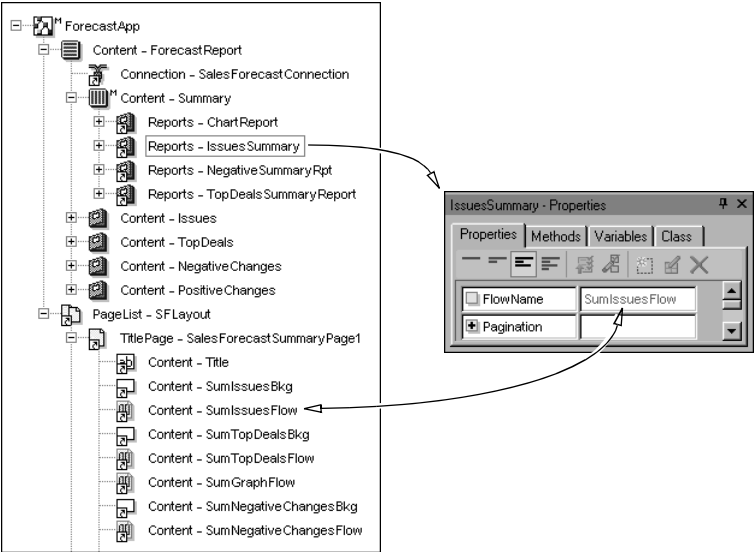 ForecastApp
Content - ForecastReport
Connection - SalesForecastConnection
Content - Summary
Reports - ChartReport
Reports - IssuesSummary
Reports - NegativeSummaryRpt
Reports - TopDealsSummaryReport
Content - Issues
Content - TopDeals
Content - NegativeChanges
Content - PositiveChanges
PageList - SFLayout
TitlePage - SalesForecastSummaryPage1
Content - Title
Content - SumIssuesBkg
Content - SumIssuesFlow
Content - SumTopDealsBkg
Content - SumTopDealsFlow
Content - SumGraphFlow
Content - SumNegativeChangesBkg
Content - SumNegativeChangesFlow
IssuesSummary - Properties
Properties Methods Variables Class
FlowName SumIssuesFlow
Pagination